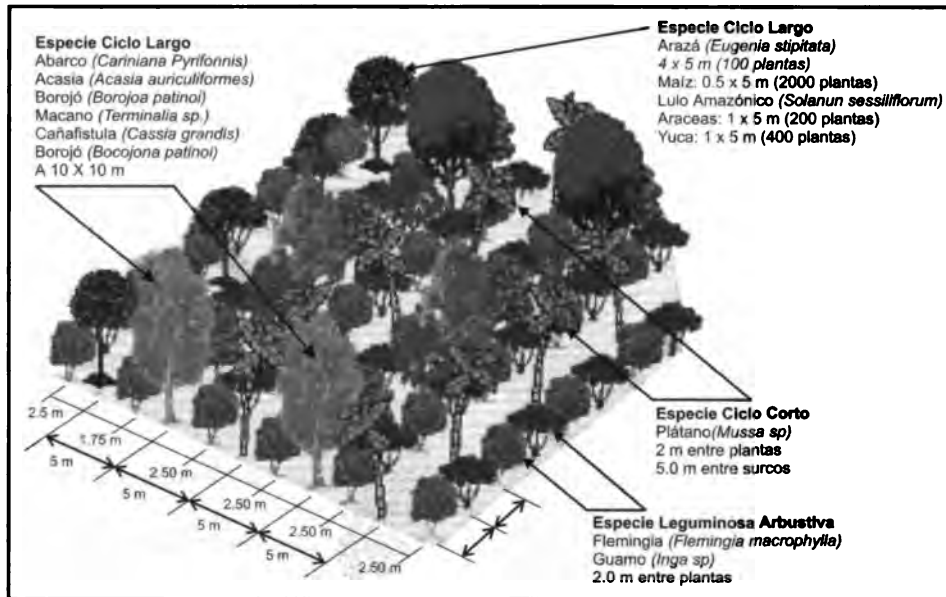 Especie Ciclo Largo
Abarco (Cariniana Pyrifonnis)
Acasia (Acasia auriculiformes)
Borojó (Borojoa patinoi)
Macano (Terminalia sp.)
Cañafistula (Cassia grandis)
Borojó (Bocojona patinoi)
A 10 X 10 m
Especie Ciclo Largo
Arazá (Eugenia stipitata)
4 x 5 m (100 plantas)
Maíz: 0.5 x 5 m (2000 plantas)
Lulo Amazónico (Solanun sessiliflorum)
Araceas: 1 x 5 m (200 plantas)
Yuca: 1 x 5 m (400 plantas)
Especie Ciclo Corto
Plátano(Mussa sp)
2 m entre plantas
5.0 m entre surcos
Especie Leguminosa Arbustiva
Flemingia (Flemingia macrophylla)
Guamo (Inga sp)
2.0 m entre plantas
2.5 m
1.75 m
2.50 m
2.50 m
2.50 m
2.50 m
5 m
5 m
5 m
5 m